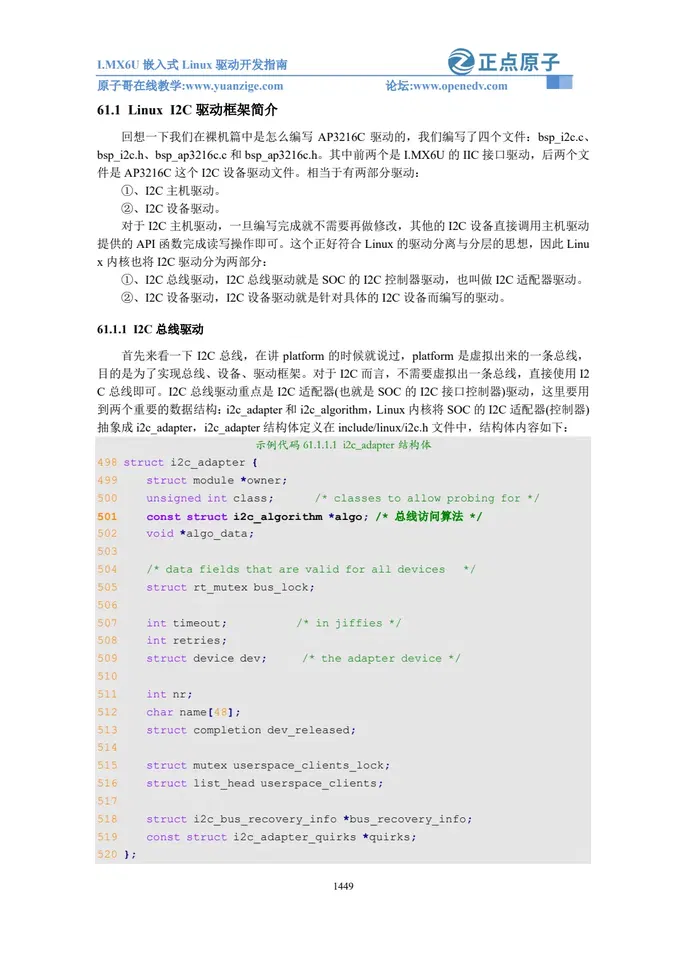 I.MX6U 嵌入式 Linux 驱动开发指南
正点原子
原子哥在线教学:www.yuanzige.com 论坛:www.openedv.com
61.1 Linux I2C 驱动框架简介
回想一下我们在裸机篇中是怎么编写 AP3216C 驱动的，我们编写了四个文件：bsp_i2c.c、
bsp_i2c.h、bsp_ap3216c.c 和 bsp_ap3216c.h。其中前两个是 I.MX6U 的 IIC 接口驱动，后两个文
件是 AP3216C 这个 I2C 设备驱动文件。相当于有两部分驱动：
①、I2C 主机驱动。
②、I2C 设备驱动。
对于 I2C 主机驱动，一旦编写完成就不需要再做修改，其他的 I2C 设备直接调用主机驱动
提供的 API 函数完成读写操作即可。这个正好符合 Linux 的驱动分离与分层的思想，因此 Linu
x 内核也将 I2C 驱动分为两部分：
①、I2C 总线驱动，I2C 总线驱动就是 SOC 的 I2C 控制器驱动，也叫做 I2C 适配器驱动。
②、I2C 设备驱动，I2C 设备驱动就是针对具体的 I2C 设备而编写的驱动。
61.1.1 I2C 总线驱动
首先来看一下 I2C 总线，在讲 platform 的时候就说过，platform 是虚拟出来的一条总线，
目的是为了实现总线、设备、驱动框架。对于 I2C 而言，不需要虚拟出一条总线，直接使用 I2
C 总线即可。I2C 总线驱动重点是 I2C 适配器(也就是 SOC 的 I2C 接口控制器)驱动，这里要用
到两个重要的数据结构：i2c_adapter 和 i2c_algorithm，Linux 内核将 SOC 的 I2C 适配器(控制器)
抽象成 i2c_adapter，i2c_adapter 结构体定义在 include/linux/i2c.h 文件中，结构体内容如下：
示例代码 61.1.1.1 i2c_adapter 结构体
498 struct i2c_adapter {
499 struct module *owner;
500 unsigned int class; /* classes to allow probing for */
501 const struct i2c_algorithm *algo; /* 总线访问算法 */
502 void *algo_data;
503
504 /* data fields that are valid for all devices */
505 struct rt_mutex bus_lock;
506
507 int timeout; /* in jiffies */
508 int retries;
509 struct device dev; /* the adapter device */
510
511 int nr;
512 char name[48];
513 struct completion dev_released;
514
515 struct mutex userspace_clients_lock;
516 struct list_head userspace_clients;
517
518 struct i2c_bus_recovery_info *bus_recovery_info;
519 const struct i2c_adapter_quirks *quirks;
520 };
1449